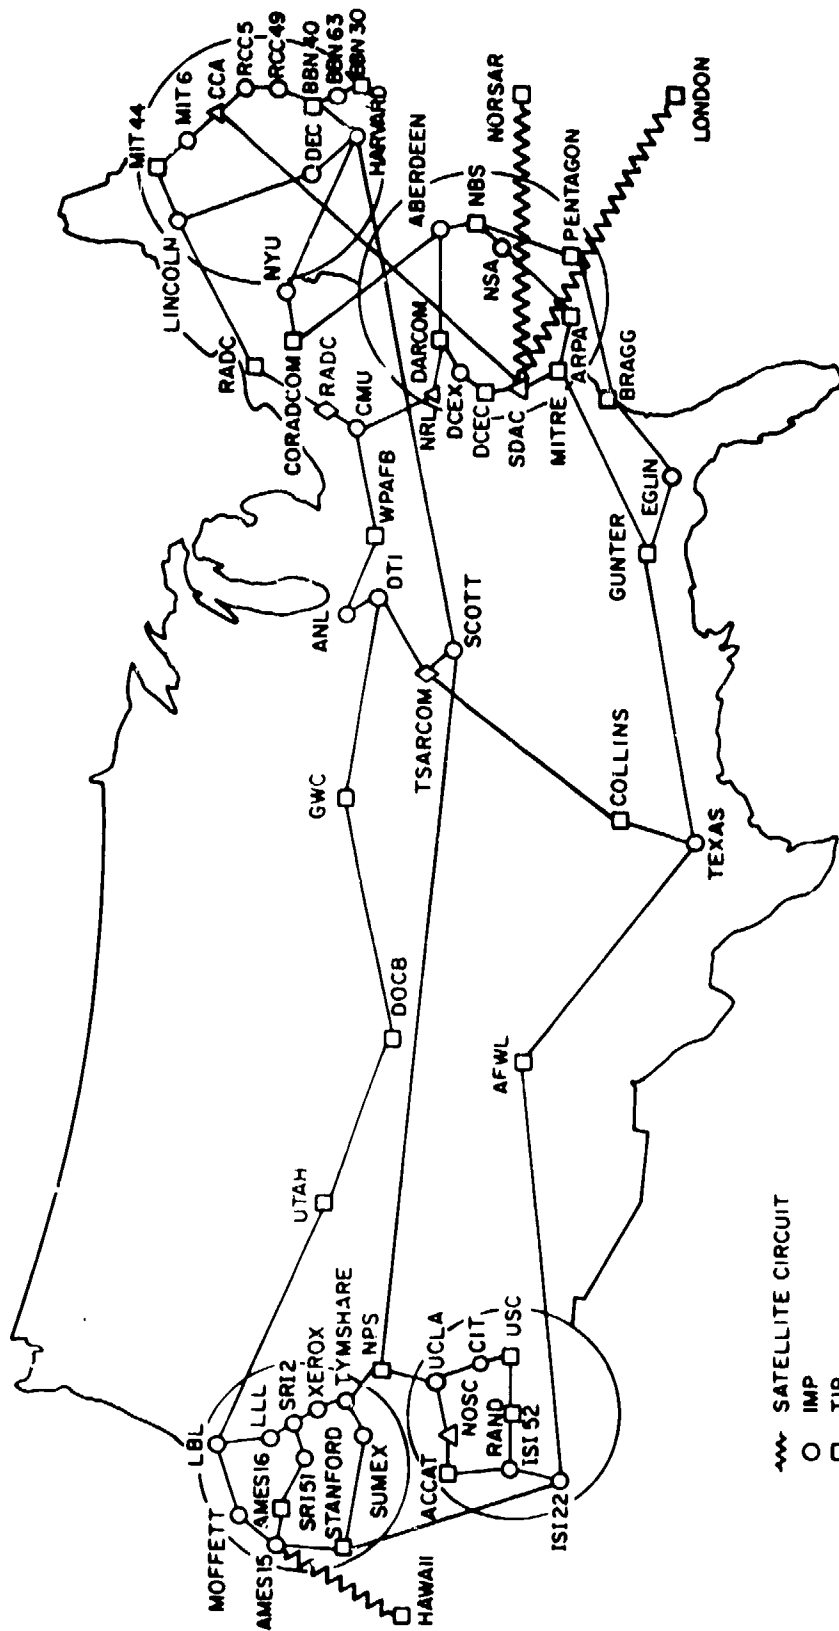 MOFFETT
LBL
LLL
AMES16
SRI2
AMES15
SRI51
XEROX
STANFORD
TYMSHARE
SUMEX
NPS
HAWAII
UTAH
DOCB
GWC
ANL
DTI
WPAFB
CMU
RADC
CORADCOM
RADC
LINCOLN
MIT44
MIT6
CCA
RCC5
RCC49
BBN40
BBN63
BBN30
DEC
HARVARD
NYU
ABERDEEN
NBS
NSA
NORSAR
PENTAGON
LONDON
DARCOM
NRL
DCEX
DCEC
SDAC
MITRE
ARPA
BRAGG
EGLIN
GUNTER
SCOTT
TSARCOM
COLLINS
TEXAS
AFWL
UCLA
CIT
USC
NOSC
RAND
ACCAT
ISI52
ISI22
SATELLITE CIRCUIT
IMP
TIP